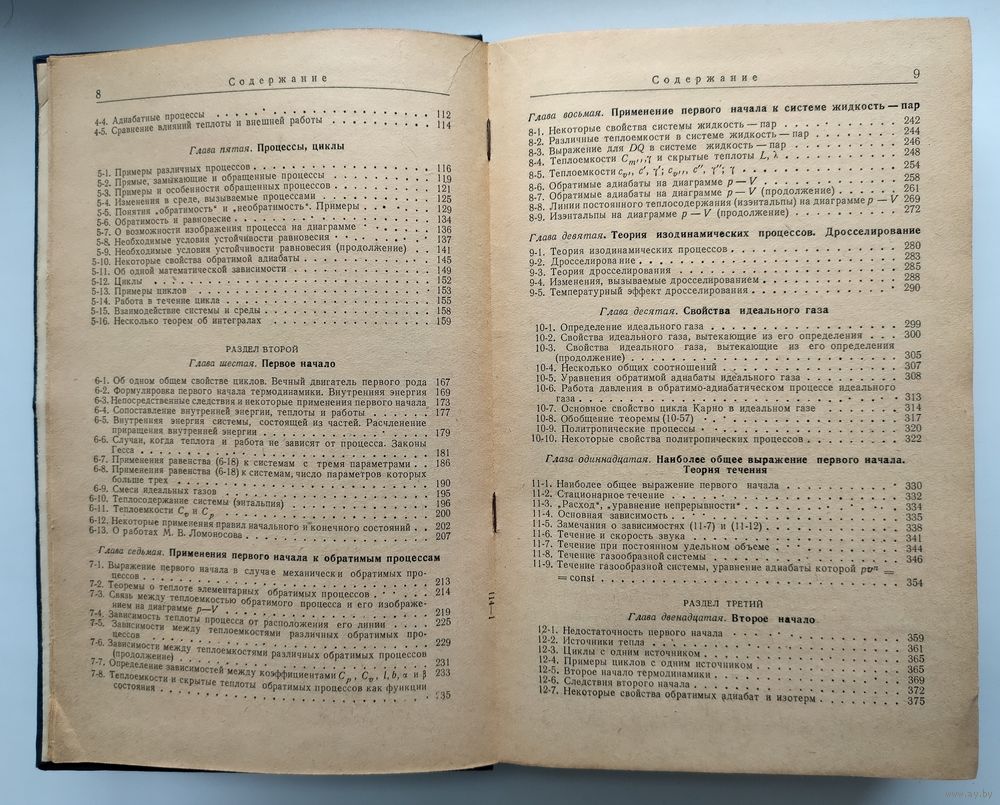 8
Содержание
4-4. Адиабатные процессы . . . 112
4-5. Сравнение влияний теплоты и внешней работы . . . 114
Глава пятая. Процессы, циклы
5-1. Примеры различных процессов . . . 116
5-2. Прямые, замыкающие и обращенные процессы . . . 119
5-3. Примеры и особенности обращенных процессов . . . 121
5-4. Изменения в среде, вызываемые процессами . . . 125
5-5. Понятия „обратимость" и „необратимость". Примеры . . . 129
5-6. Обратимость и равновесие . . . 134
5-7. О возможности изображения процесса на диаграмме . . . 136
5-8. Необходимые условия устойчивости равновесия . . . 137
5-9. Необходимые условия устойчивости равновесия (продолжение) . 141
5-10. Некоторые свойства обратимой адиабаты . . . 145
5-11. Об одной математической зависимости . . . 149
5-12. Циклы . . . 152
5-13. Примеры циклов . . . 153
5-14. Работа в течение цикла . . . 155
5-15. Взаимодействие системы и среды . . . 158
5-16. Несколько теорем об интегралах . . . 159
РАЗДЕЛ ВТОРОЙ
Глава шестая. Первое начало
6-1. Об одном общем свойстве циклов. Вечный двигатель первого рода 167
6-2. Формулировка первого начала термодинамики. Внутренняя энергия 169
6-3. Непосредственные следствия и некоторые применения первого начала 173
6-4. Сопоставление внутренней энергии, теплоты и работы . . . 177
6-5. Внутренняя энергия системы, состоящей из частей. Расчленение
приращения внутренней энергии . . . 179
6-6. Случаи, когда теплота и работа не зависят от процесса. Законы
Гесса . . . 181
6-7. Применения равенства (6-18) к системам с тремя параметрами . . 186
6-8. Применения равенства (6-18) к системам, число параметров которых
больше трех . . . 190
6-9. Смеси идеальных газов . . . 195
6-10. Теплосодержание системы (энтальпия) . . . 196
6-11. Теплоемкости Cv и Cp . . . 200
6-12. Некоторые применения правил начального и конечного состояний . . 202
6-13. О работах М. В. Ломоносова . . . 207
Глава седьмая. Применения первого начала к обратимым процессам
7-1. Выражение первого начала в случае механически обратимых про-
цессов . . . 213
7-2. Теоремы о теплоте элементарных обратимых процессов . . . 214
7-3. Связь между теплоемкостью обратимого процесса и его изображе-
нием на диаграмме p—V . . . 219
7-4. Зависимость теплоты процесса от расположения его линии . . . 225
7-5. Зависимости между теплоемкостями различных обратимых про-
цессов . . . 229
7-6. Зависимости между теплоемкостями различных обратимых процессов
(продолжение) . . . 231
7-7. Определение зависимостей между коэффициентами Cp, Cv, l, b, α и β 233
7-8. Теплоемкости и скрытые теплоты обратимых процессов как функции
состояния . . . 235
Содержание
9
Глава восьмая. Применение первого начала к системе жидкость — пар
8-1. Некоторые свойства системы жидкость — пар . . . 242
8-2. Различные теплоемкости в системе жидкость — пар . . . 244
8-3. Выражение для DQ в системе жидкость — пар . . . 246
8-4. Теплоемкости и скрытые теплоты L, λ . . . 248
8-5. Теплоемкости . . . 254
8-6. Обратимые адиабаты на диаграмме p — V . . . 258
8-7. Обратимые адиабаты на диаграмме p — V (продолжение) . . . 261
8-8. Линии постоянного теплосодержания (изэнтальпы) на диаграмме p — V 269
8-9. Изэнтальпы на диаграмме p — V (продолжение) . . . 272
Глава девятая. Теория изодинамических процессов. Дросселирование
9-1. Теория изодинамических процессов . . . 280
9-2. Дросселирование . . . 283
9-3. Теория дросселирования . . . 285
9-4. Изменения, вызываемые дросселированием . . . 288
9-5. Температурный эффект дросселирования . . . 290
Глава десятая. Свойства идеального газа
10-1. Определение идеального газа . . . 299
10-2. Свойства идеального газа, вытекающие из его определения . . . 300
10-3. Свойства идеального газа, вытекающие из его определения
(продолжение) . . . 305
10-4. Несколько общих соотношений . . . 307
10-5. Уравнения обратимой адиабаты идеального газа . . . 308
10-6. Работа давления в обратимо-адиабатическом процессе идеального
газа . . . 313
10-7. Основное свойство цикла Карно в идеальном газе . . . 314
10-8. Обобщение теоремы (10-57) . . . 317
10-9. Политропические процессы . . . 320
10-10. Некоторые свойства политропических процессов . . . 322
Глава одиннадцатая. Наиболее общее выражение первого начала.
Теория течения
11-1. Наиболее общее выражение первого начала . . . 330
11-2. Стационарное течение . . . 332
11-3. „Расход", „уравнение непрерывности" . . . 334
11-4. Основная зависимость . . . 335
11-5. Замечания о зависимостях (11-7) и (11-12) . . . 338
11-6. Течение и скорость звука . . . 341
11-7. Течение при постоянном удельном объеме . . . 344
11-8. Течение газообразной системы . . . 346
11-9. Течение газообразной системы, уравнение адиабаты которой pvⁿ =
= const . . . 354
РАЗДЕЛ ТРЕТИЙ
Глава двенадцатая. Второе начало
12-1. Недостаточность первого начала . . . 359
12-2. Источники тепла . . . 361
12-3. Циклы с одним источником . . . 365
12-4. Примеры циклов с одним источником . . . 365
12-5. Второе начало термодинамики . . . 369
12-6. Следствия второго начала . . . 372
12-7. Некоторые свойства обратимых адиабат и изотерм . . . 375
www.ay.by